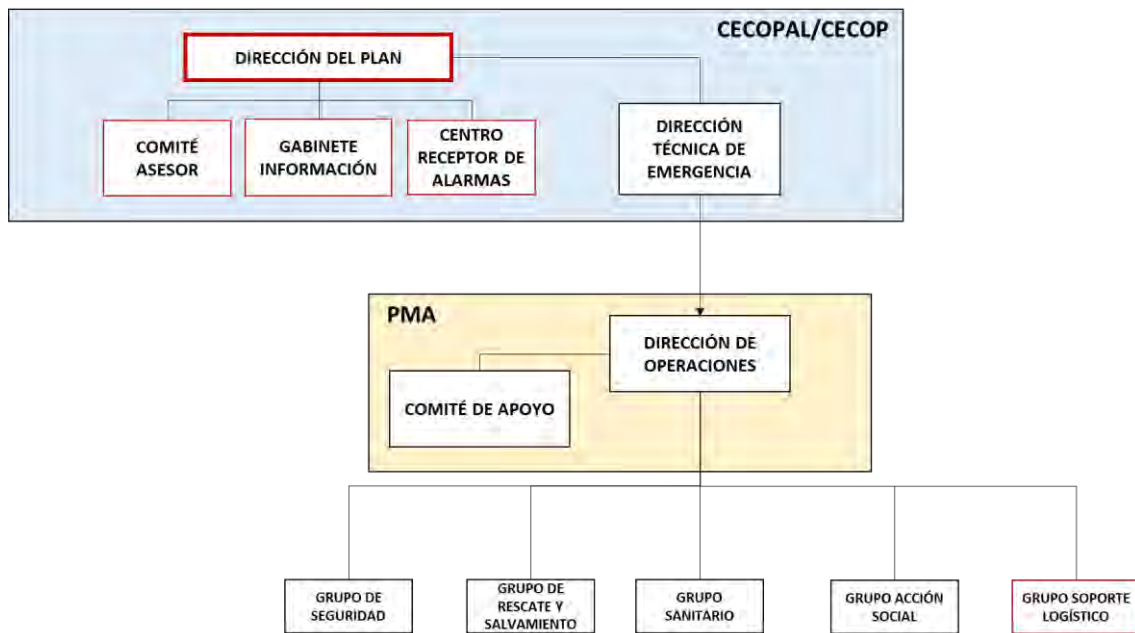 CECOPAL/CECOP
DIRECCIÓN DEL PLAN
COMITÉ
ASESOR
GABINETE
INFORMACIÓN
CENTRO
RECEPTOR DE
ALARMAS
DIRECCIÓN
TÉCNICA DE
EMERGENCIA
PMA
DIRECCIÓN DE
OPERACIONES
COMITÉ DE APOYO
GRUPO DE
SEGURIDAD
GRUPO DE
RESCATE Y
SALVAMIENTO
GRUPO
SANITARIO
GRUPO ACCIÓN
SOCIAL
GRUPO SOPORTE
LOGÍSTICO